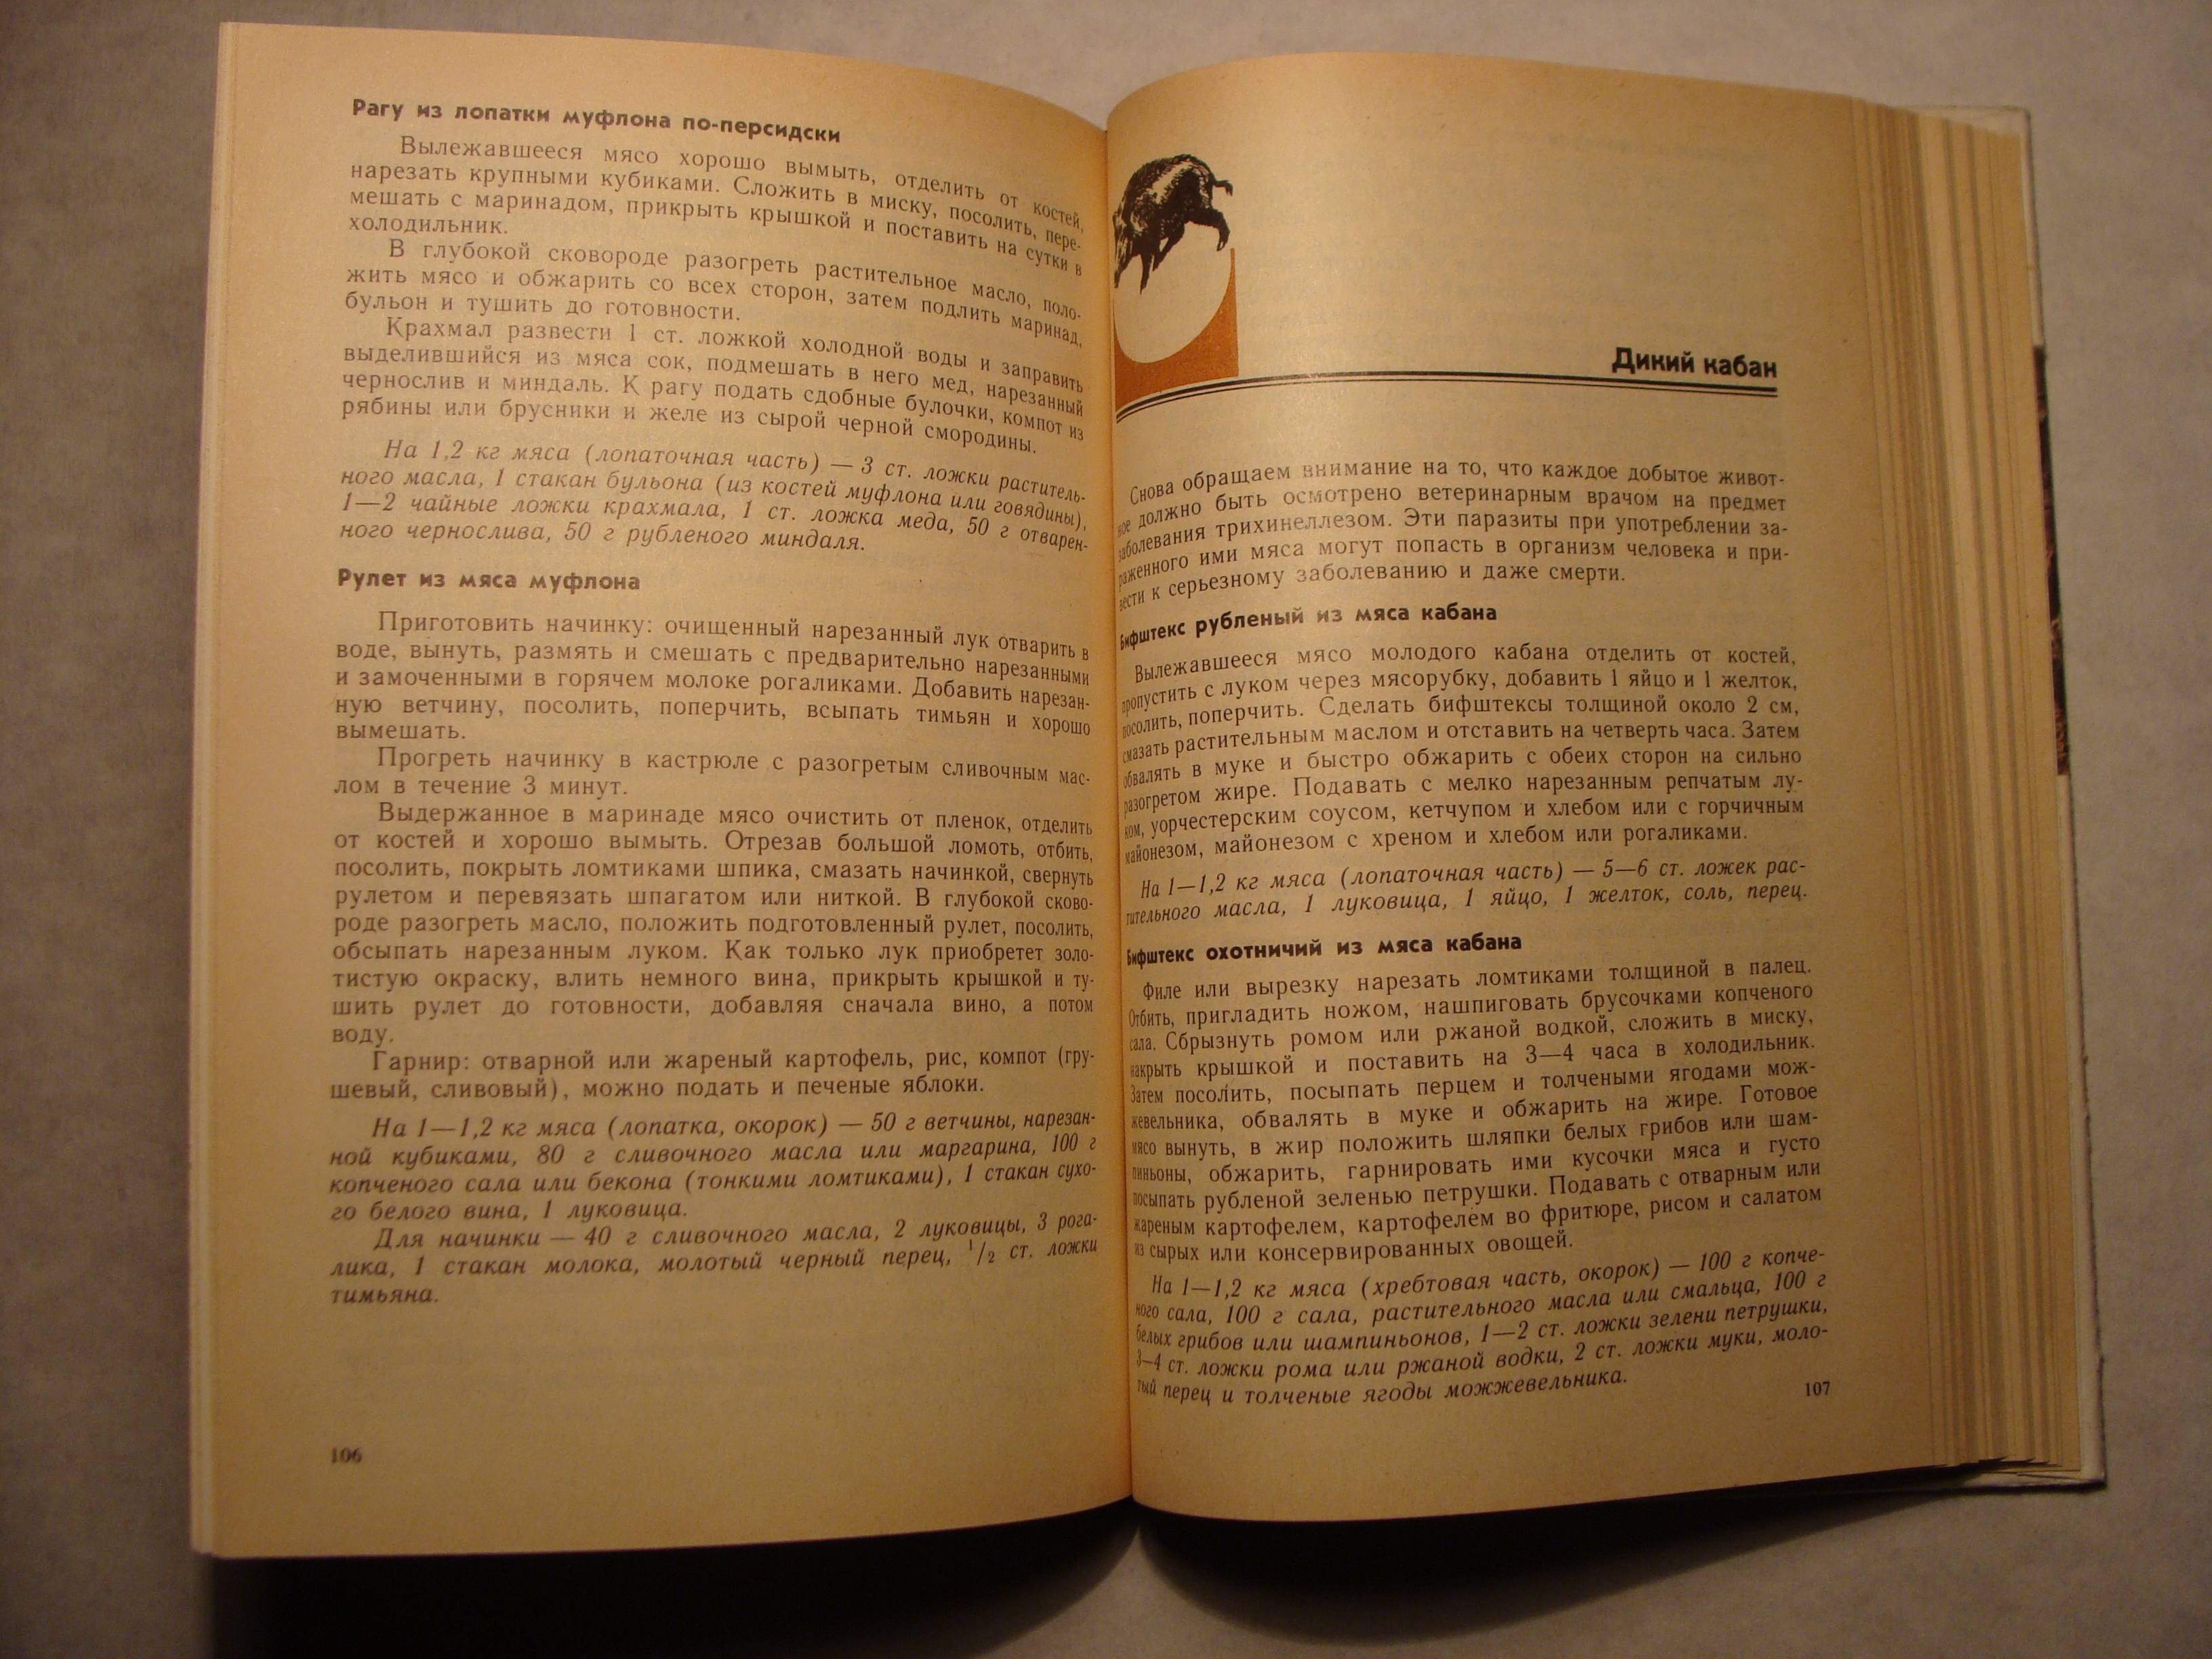 Рагу из лопатки муфлона по-персидски
Вылежавшееся мясо хорошо вымыть, отделить от костей,
нарезать крупными кубиками. Сложить в миску, посолить, пере-
мешать с маринадом, прикрыть крышкой и поставить на сутки в
холодильник.
В глубокой сковороде разогреть растительное масло, поло-
жить мясо и обжарить со всех сторон, затем подлить маринад,
бульон и тушить до готовности.
Крахмал развести 1 ст. ложкой холодной воды и заправить
выделившийся из мяса сок, подмешать в него мед, нарезанный
чернослив и миндаль. К рагу подать сдобные булочки, компот из
рябины или брусники и желе из сырой черной смородины.
На 1,2 кг мяса (лопаточная часть) — 3 ст. ложки раститель-
ного масла, 1 стакан бульона (из костей муфлона или говядины),
1—2 чайные ложки крахмала, 1 ст. ложка меда, 50 г отварен-
ного чернослива, 50 г рубленого миндаля.
Рулет из мяса муфлона
Приготовить начинку: очищенный нарезанный лук отварить в
воде, вынуть, размять и смешать с предварительно нарезанными
и замоченными в горячем молоке рогаликами. Добавить нарезан-
ную ветчину, посолить, поперчить, всыпать тимьян и хорошо
вымешать.
Прогреть начинку в кастрюле с разогретым сливочным мас-
лом в течение 3 минут.
Выдержанное в маринаде мясо очистить от пленок, отделить
от костей и хорошо вымыть. Отрезав большой ломоть, отбить,
посолить, покрыть ломтиками шпика, смазать начинкой, свернуть
рулетом и перевязать шпагатом или ниткой. В глубокой сково-
роде разогреть масло, положить подготовленный рулет, посолить,
обсыпать нарезанным луком. Как только лук приобретет золо-
тистую окраску, влить немного вина, прикрыть крышкой и ту-
шить рулет до готовности, добавляя сначала вино, а потом
воду.
Гарнир: отварной или жареный картофель, рис, компот (гру-
шевый, сливовый), можно подать и печеные яблоки.
На 1—1,2 кг мяса (лопатка, окорок) — 50 г ветчины, нарезан-
ной кубиками, 80 г сливочного масла или маргарина, 100 г
копченого сала или бекона (тонкими ломтиками), 1 стакан сухо-
го белого вина, 1 луковица.
Для начинки — 40 г сливочного масла, 2 луковицы, 3 рога-
лика, 1 стакан молока, молотый черный перец, 1/2 ст. ложки
тимьяна.
106
Дикий кабан
Снова обращаем внимание на то, что каждое добытое живот-
ное должно быть осмотрено ветеринарным врачом на предмет
заболевания трихинеллезом. Эти паразиты при употреблении за-
раженного ими мяса могут попасть в организм человека и при-
вести к серьезному заболеванию и даже смерти.
Бифштекс рубленый из мяса кабана
Вылежавшееся мясо молодого кабана отделить от костей,
пропустить с луком через мясорубку, добавить 1 яйцо и 1 желток,
посолить, поперчить. Сделать бифштексы толщиной около 2 см,
смазать растительным маслом и отставить на четверть часа. Затем
обвалять в муке и быстро обжарить с обеих сторон на сильно
разогретом жире. Подавать с мелко нарезанным репчатым лу-
ком, уорчестерским соусом, кетчупом и хлебом или с горчичным
майонезом, майонезом с хреном и хлебом или рогаликами.
На 1—1,2 кг мяса (лопаточная часть) — 5—6 ст. ложек рас-
тительного масла, 1 луковица, 1 яйцо, 1 желток, соль, перец.
Бифштекс охотничий из мяса кабана
Филе или вырезку нарезать ломтиками толщиной в палец.
Отбить, пригладить ножом, нашпиговать брусочками копченого
сала. Сбрызнуть ромом или ржаной водкой, сложить в миску,
накрыть крышкой и поставить на 3—4 часа в холодильник.
Затем посолить, посыпать перцем и толчеными ягодами мож-
жевельника, обвалять в муке и обжарить на жире. Готовое
мясо вынуть, в жир положить шляпки белых грибов или шам-
пиньоны, обжарить, гарнировать ими кусочки мяса и густо
посыпать рубленой зеленью петрушки. Подавать с отварным или
жареным картофелем, картофелем во фритюре, рисом и салатом
из сырых или консервированных овощей.
На 1—1,2 кг мяса (хребтовая часть, окорок) — 100 г копче-
ного сала, 100 г сала, растительного масла или смальца, 100 г
белых грибов или шампиньонов, 1—2 ст. ложки зелени петрушки,
3—4 ст. ложки рома или ржаной водки, 2 ст. ложки муки, моло-
тый перец и толченые ягоды можжевельника.
107